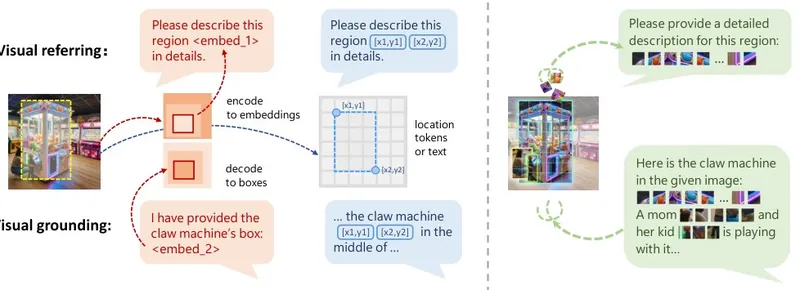 Visual referring:
Please describe this
region <embed_1>
in details.
encode
to embeddings
decode
to boxes
Please describe this
region [x1,y1] [x2,y2]
in details.
[x1,y1]
[x2,y2]
location
tokens
or text
Visual grounding:
I have provided the
claw machine's box:
<embed_2>
... the claw machine
[x1,y1] [x2,y2] in the
middle of ...
Please provide a detailed
description for this region:
...
Here is the claw machine
in the given image:
...
A mom and
her kid is playing
with it...